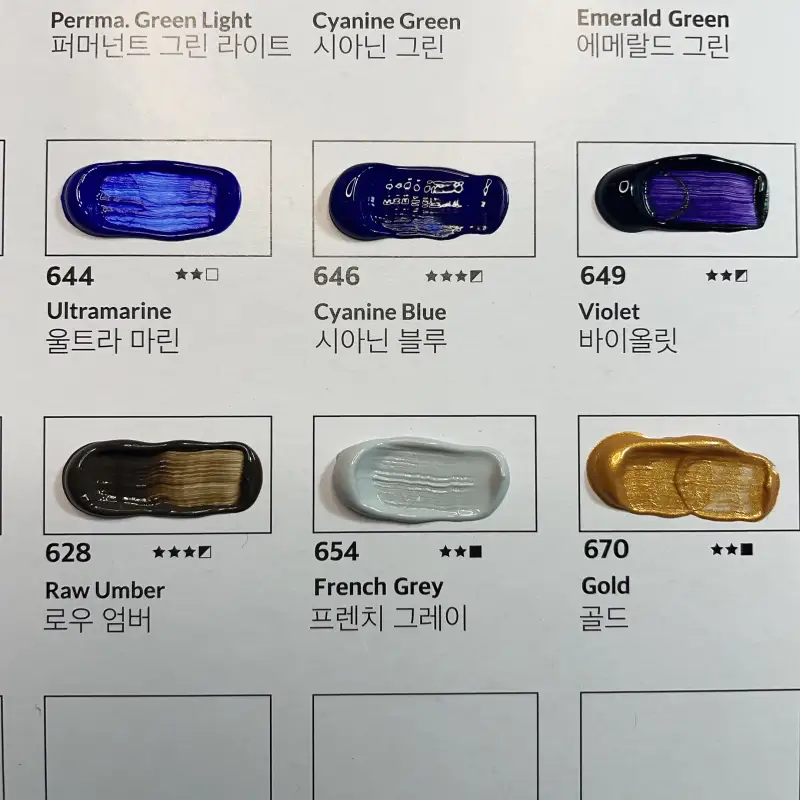 Perrma. Green Light
퍼머넌트 그린 라이트
Cyanine Green
시아닌 그린
Emerald Green
에메랄드 그린
644 ★★□
Ultramarine
울트라 마린
646 ★★★◩
Cyanine Blue
시아닌 블루
649 ★★◩
Violet
바이올릿
628 ★★★◩
Raw Umber
로우 엄버
654 ★★■
French Grey
프렌치 그레이
670 ★★■
Gold
골드